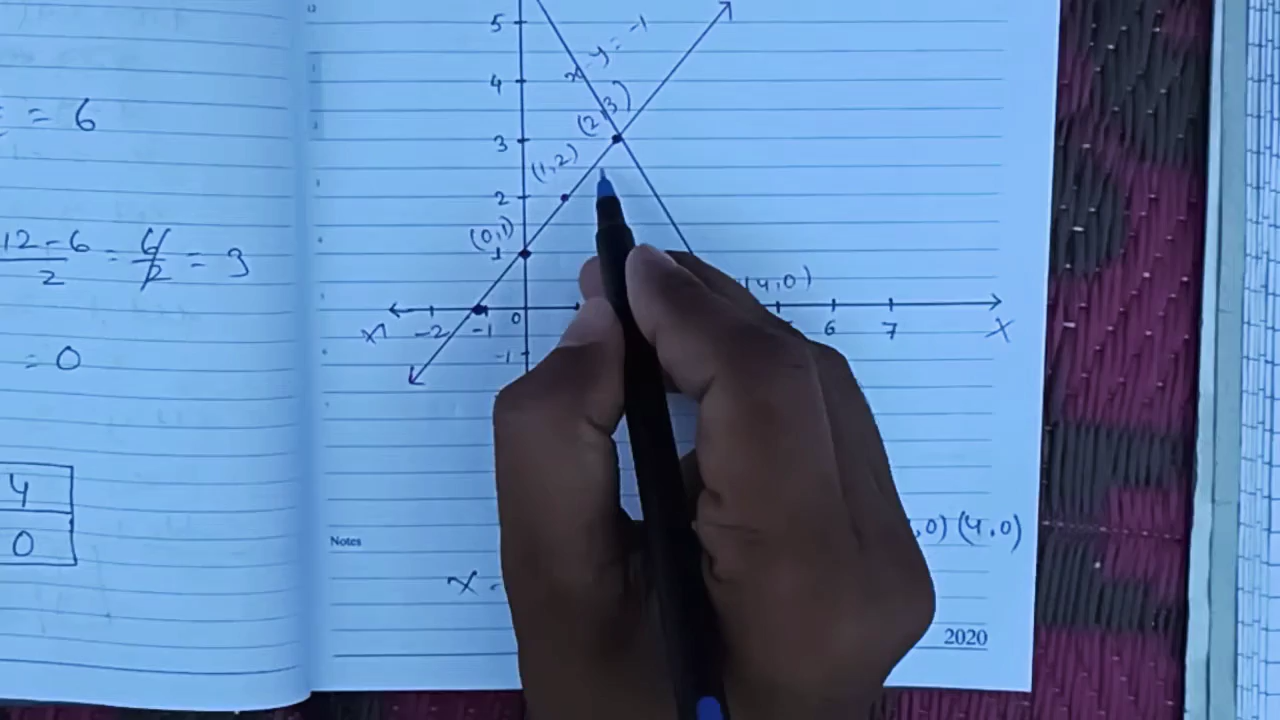 = 6
12 - 6 / 2 = 6 / 2 = 3
= 0
4
0
5
x - y = -1
4
(2,3)
3
(1,2)
2
(0,1)
1
(4,0)
-2 -1 0 6 7
X
-1
Notes
,0) (4,0)
x -
2020